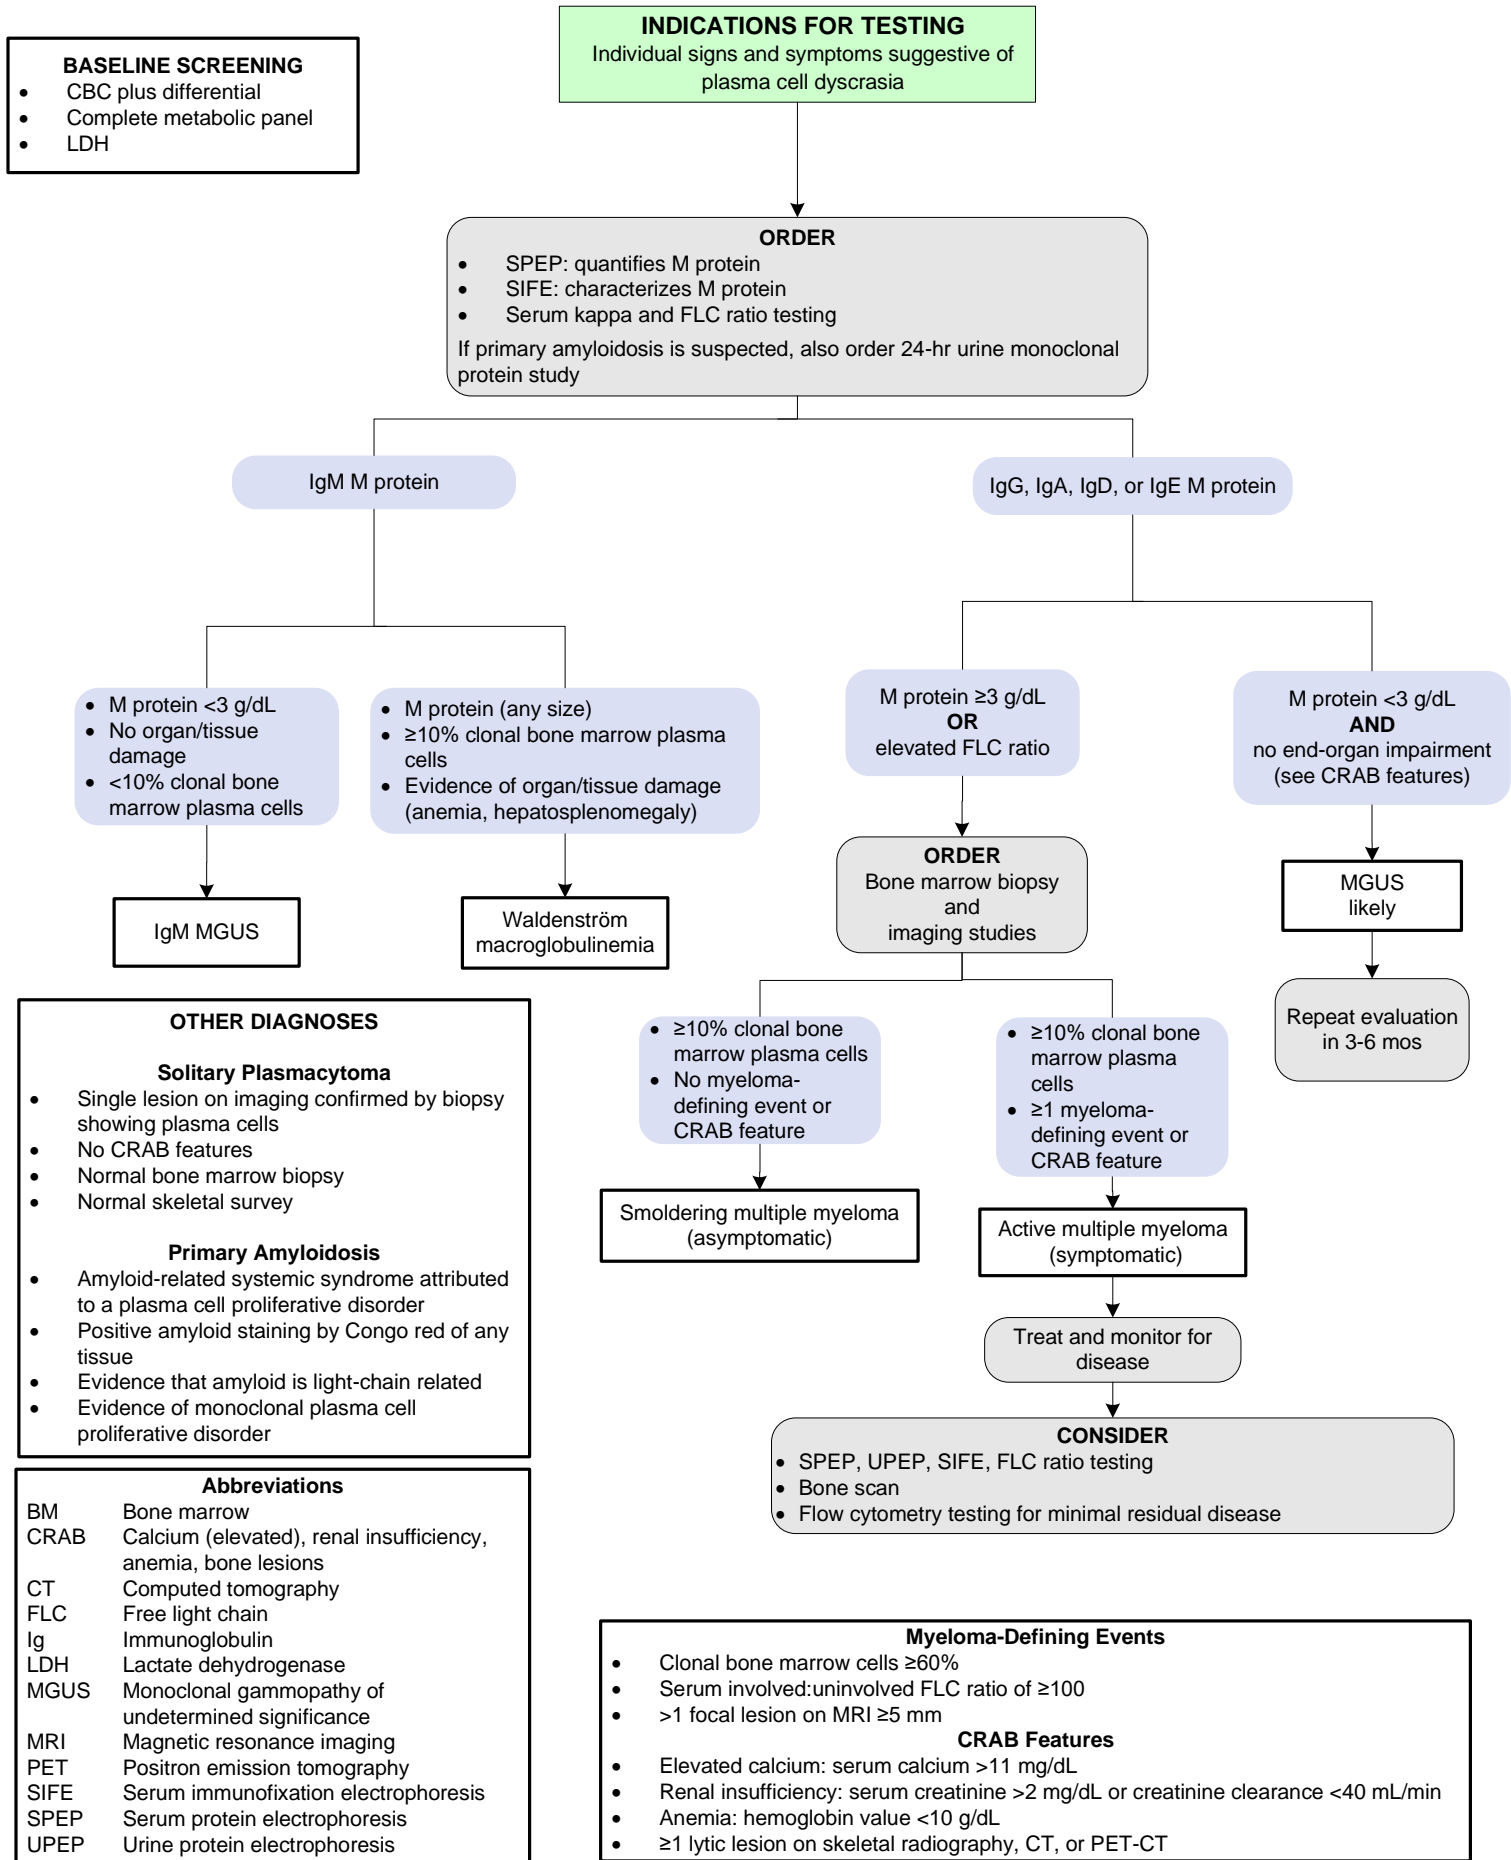 INDICATIONS FOR TESTING
Individual signs and symptoms suggestive of
plasma cell dyscrasia
BASELINE SCREENING
• CBC plus differential
• Complete metabolic panel
• LDH
ORDER
• SPEP: quantifies M protein
• SIFE: characterizes M protein
• Serum kappa and FLC ratio testing
If primary amyloidosis is suspected, also order 24-hr urine monoclonal
protein study
IgM M protein
IgG, IgA, IgD, or IgE M protein
• M protein <3 g/dL
• No organ/tissue
damage
• <10% clonal bone
marrow plasma cells
• M protein (any size)
• ≥10% clonal bone marrow plasma
cells
• Evidence of organ/tissue damage
(anemia, hepatosplenomegaly)
M protein ≥3 g/dL
OR
elevated FLC ratio
M protein <3 g/dL
AND
no end-organ impairment
(see CRAB features)
IgM MGUS
Waldenström
macroglobulinemia
ORDER
Bone marrow biopsy
and
imaging studies
MGUS
likely
Repeat evaluation
in 3-6 mos
• ≥10% clonal bone
marrow plasma cells
• No myeloma-
defining event or
CRAB feature
• ≥10% clonal bone
marrow plasma
cells
• ≥1 myeloma-
defining event or
CRAB feature
Smoldering multiple myeloma
(asymptomatic)
Active multiple myeloma
(symptomatic)
Treat and monitor for
disease
CONSIDER
• SPEP, UPEP, SIFE, FLC ratio testing
• Bone scan
• Flow cytometry testing for minimal residual disease
OTHER DIAGNOSES
Solitary Plasmacytoma
• Single lesion on imaging confirmed by biopsy
showing plasma cells
• No CRAB features
• Normal bone marrow biopsy
• Normal skeletal survey
Primary Amyloidosis
• Amyloid-related systemic syndrome attributed
to a plasma cell proliferative disorder
• Positive amyloid staining by Congo red of any
tissue
• Evidence that amyloid is light-chain related
• Evidence of monoclonal plasma cell
proliferative disorder
Abbreviations
BM Bone marrow
CRAB Calcium (elevated), renal insufficiency,
anemia, bone lesions
CT Computed tomography
FLC Free light chain
Ig Immunoglobulin
LDH Lactate dehydrogenase
MGUS Monoclonal gammopathy of
undetermined significance
MRI Magnetic resonance imaging
PET Positron emission tomography
SIFE Serum immunofixation electrophoresis
SPEP Serum protein electrophoresis
UPEP Urine protein electrophoresis
Myeloma-Defining Events
• Clonal bone marrow cells ≥60%
• Serum involved:uninvolved FLC ratio of ≥100
• >1 focal lesion on MRI ≥5 mm
CRAB Features
• Elevated calcium: serum calcium >11 mg/dL
• Renal insufficiency: serum creatinine >2 mg/dL or creatinine clearance <40 mL/min
• Anemia: hemoglobin value <10 g/dL
• ≥1 lytic lesion on skeletal radiography, CT, or PET-CT